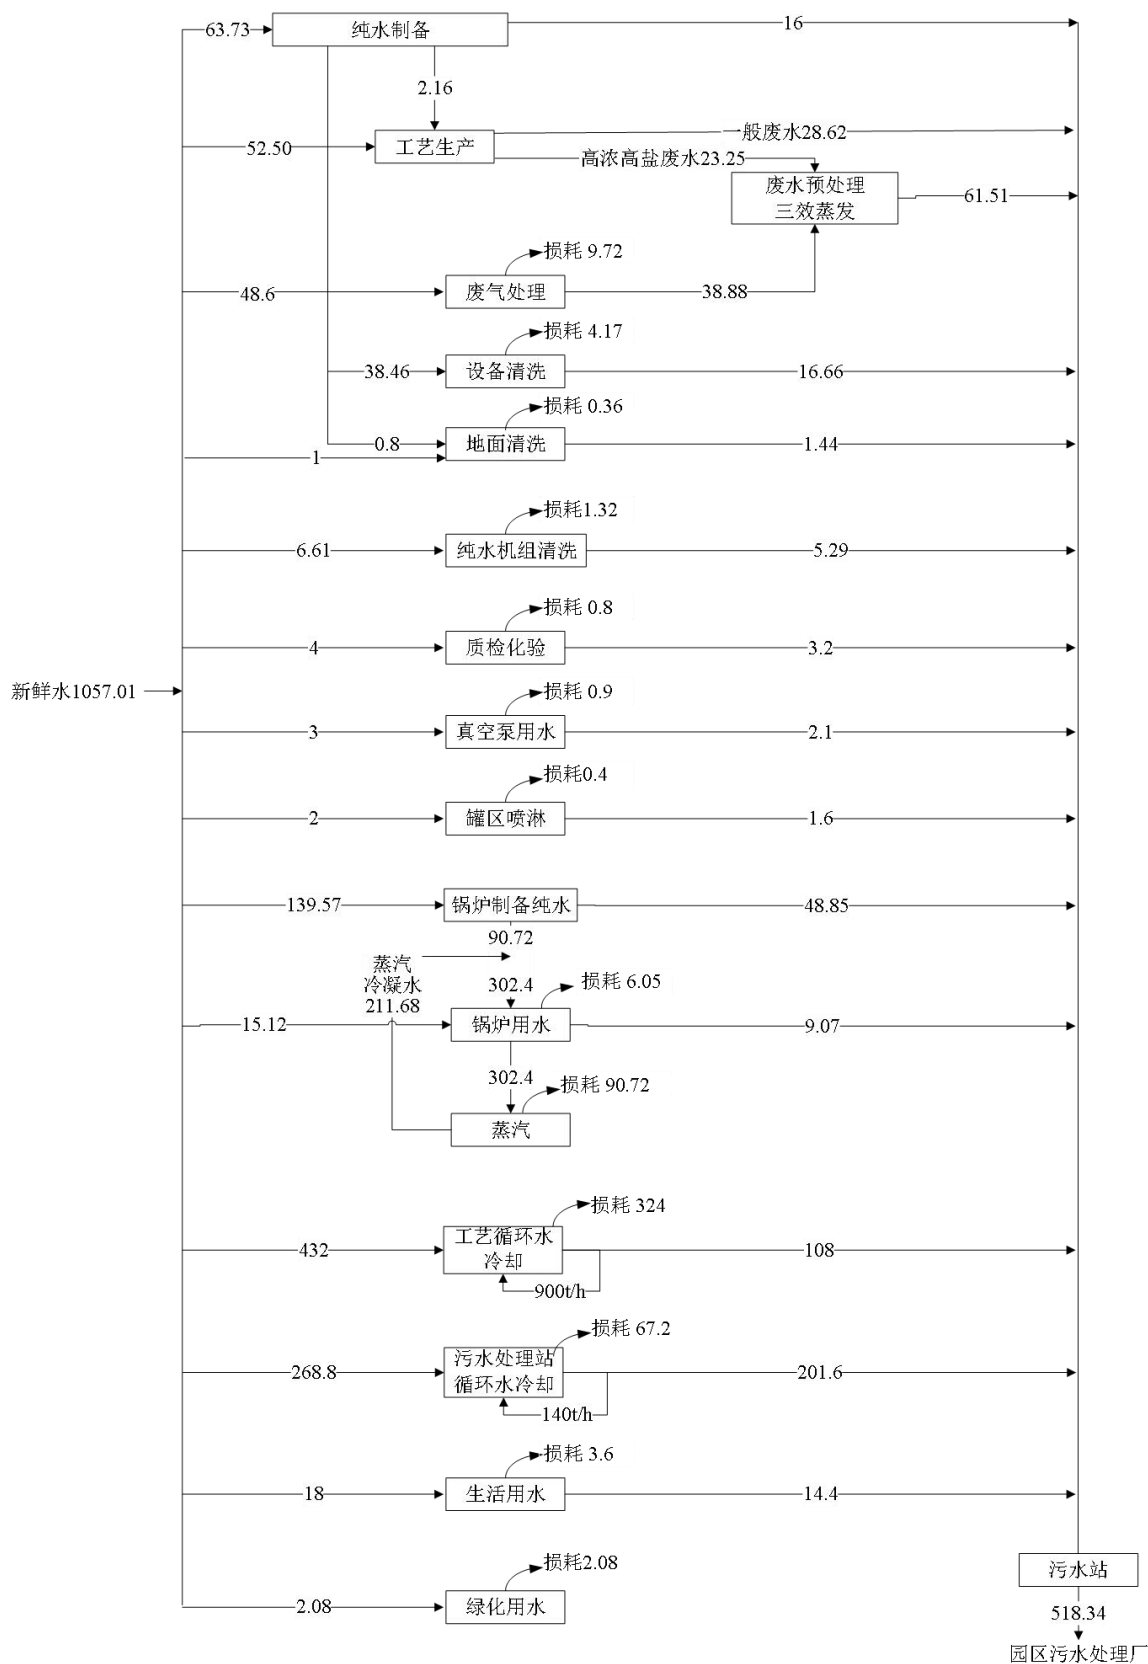 63.73
纯水制备
16
2.16
52.50
工艺生产
一般废水28.62
高浓高盐废水23.25
废水预处理
三效蒸发
61.51
损耗 9.72
48.6
废气处理
38.88
损耗 4.17
38.46
设备清洗
16.66
损耗 0.36
0.8
地面清洗
1.44
1
损耗1.32
6.61
纯水机组清洗
5.29
损耗 0.8
4
质检化验
3.2
新鲜水1057.01
损耗 0.9
3
真空泵用水
2.1
损耗0.4
2
罐区喷淋
1.6
139.57
锅炉制备纯水
48.85
90.72
蒸汽
冷凝水
211.68
302.4
损耗 6.05
15.12
锅炉用水
9.07
302.4
损耗 90.72
蒸汽
损耗 324
432
工艺循环水
冷却
108
900t/h
损耗 67.2
268.8
污水处理站
循环水冷却
201.6
140t/h
损耗 3.6
18
生活用水
14.4
损耗2.08
2.08
绿化用水
污水站
518.34
园区污水处理厂